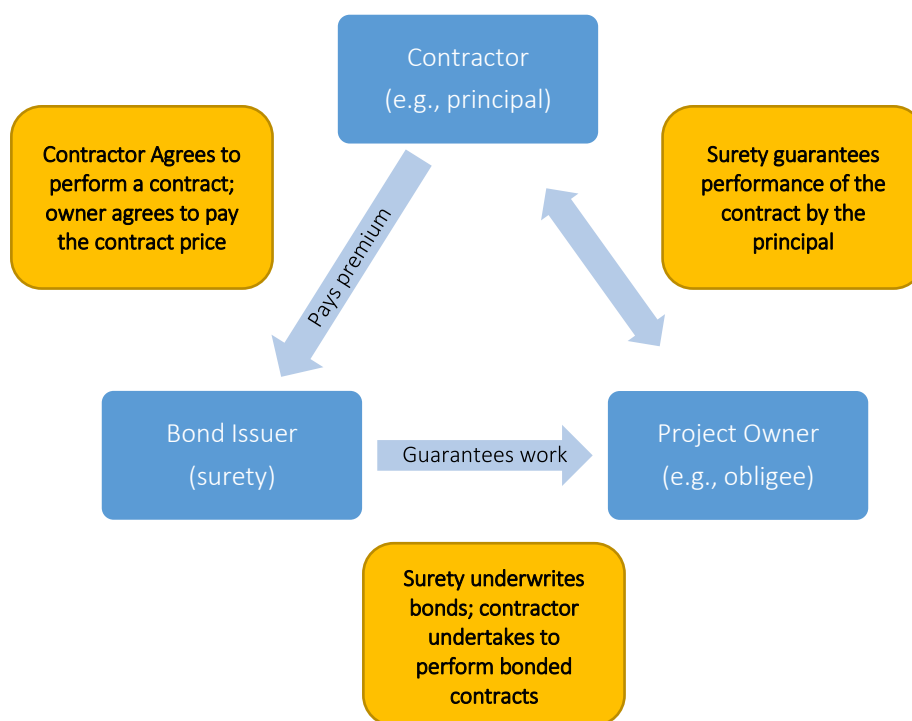 Contractor
(e.g., principal)
Contractor Agrees to
perform a contract;
owner agrees to pay
the contract price
Surety guarantees
performance of the
contract by the
principal
Pays premium
Bond Issuer
(surety)
Guarantees work
Project Owner
(e.g., obligee)
Surety underwrites
bonds; contractor
undertakes to
perform bonded
contracts